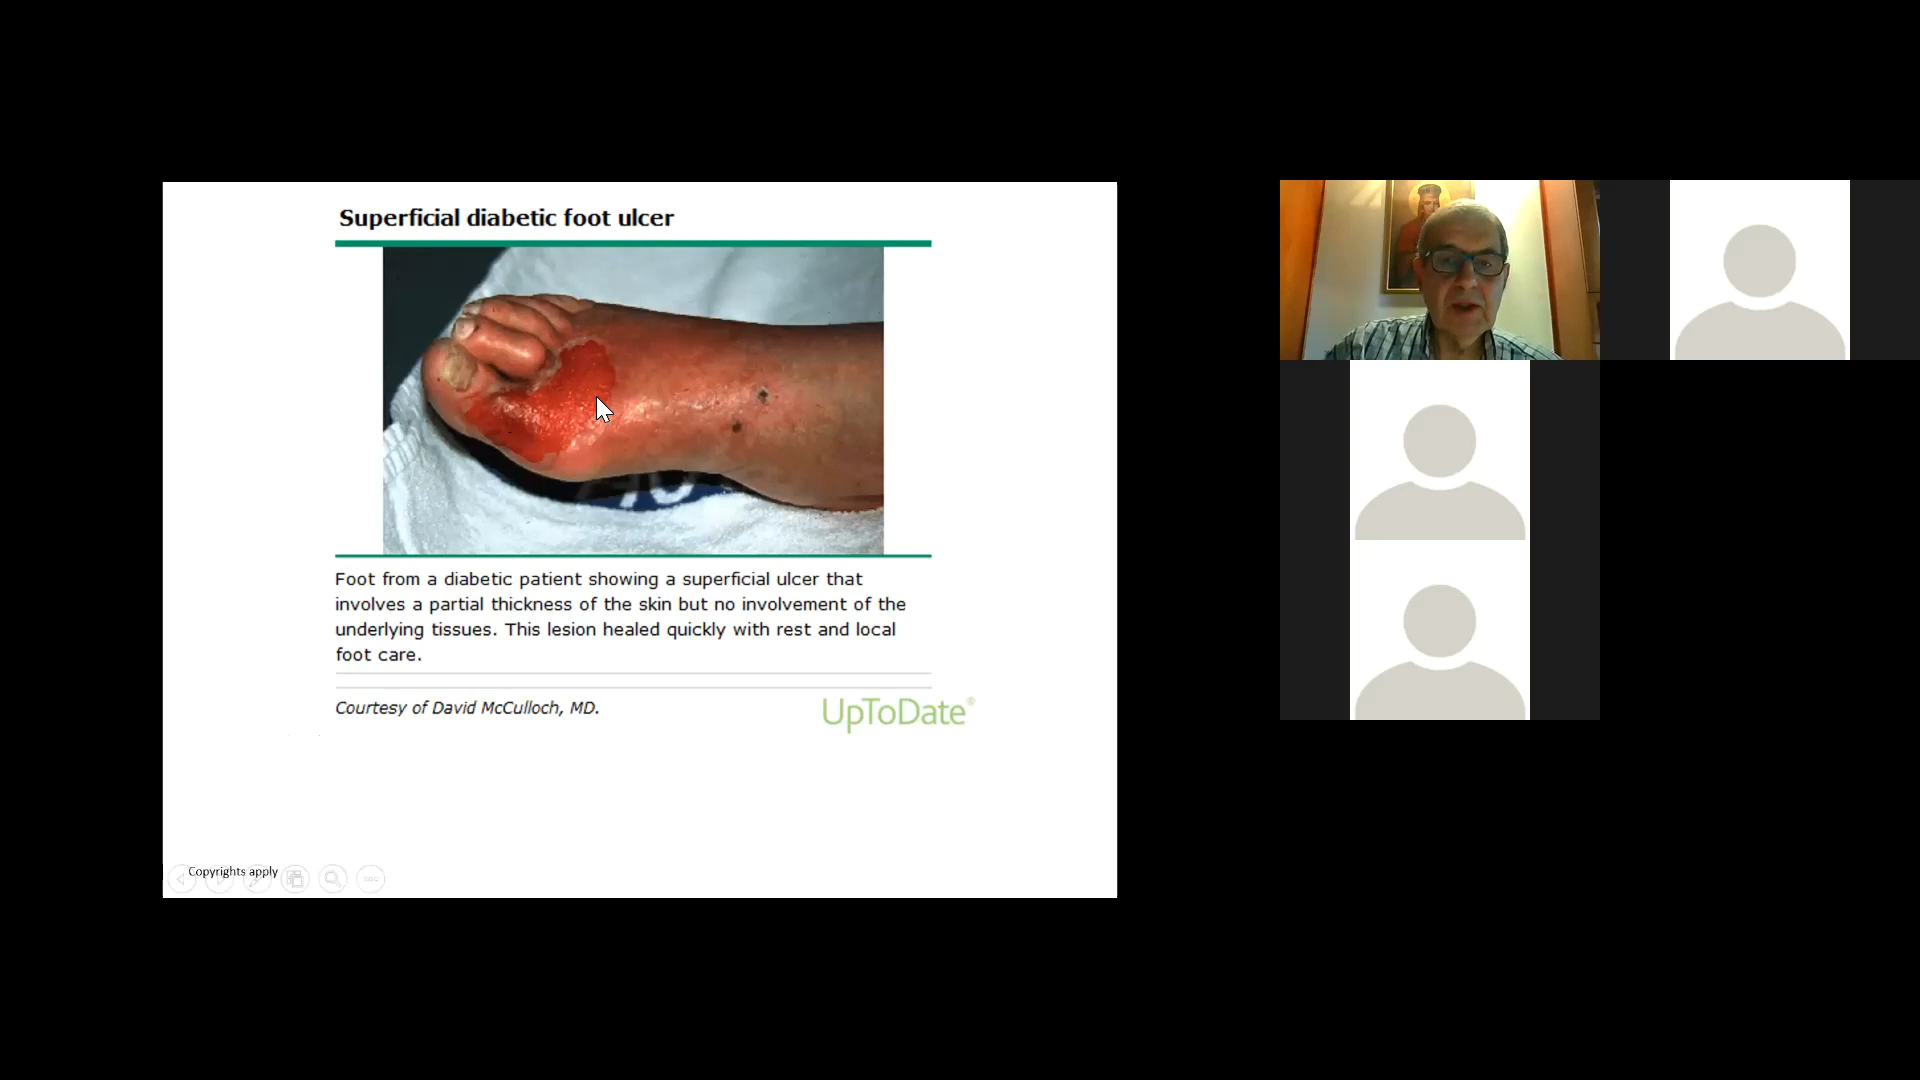 Superficial diabetic foot ulcer
Foot from a diabetic patient showing a superficial ulcer that
involves a partial thickness of the skin but no involvement of the
underlying tissues. This lesion healed quickly with rest and local
foot care.
Courtesy of David McCulloch, MD.
UpToDate®
Copyrights apply